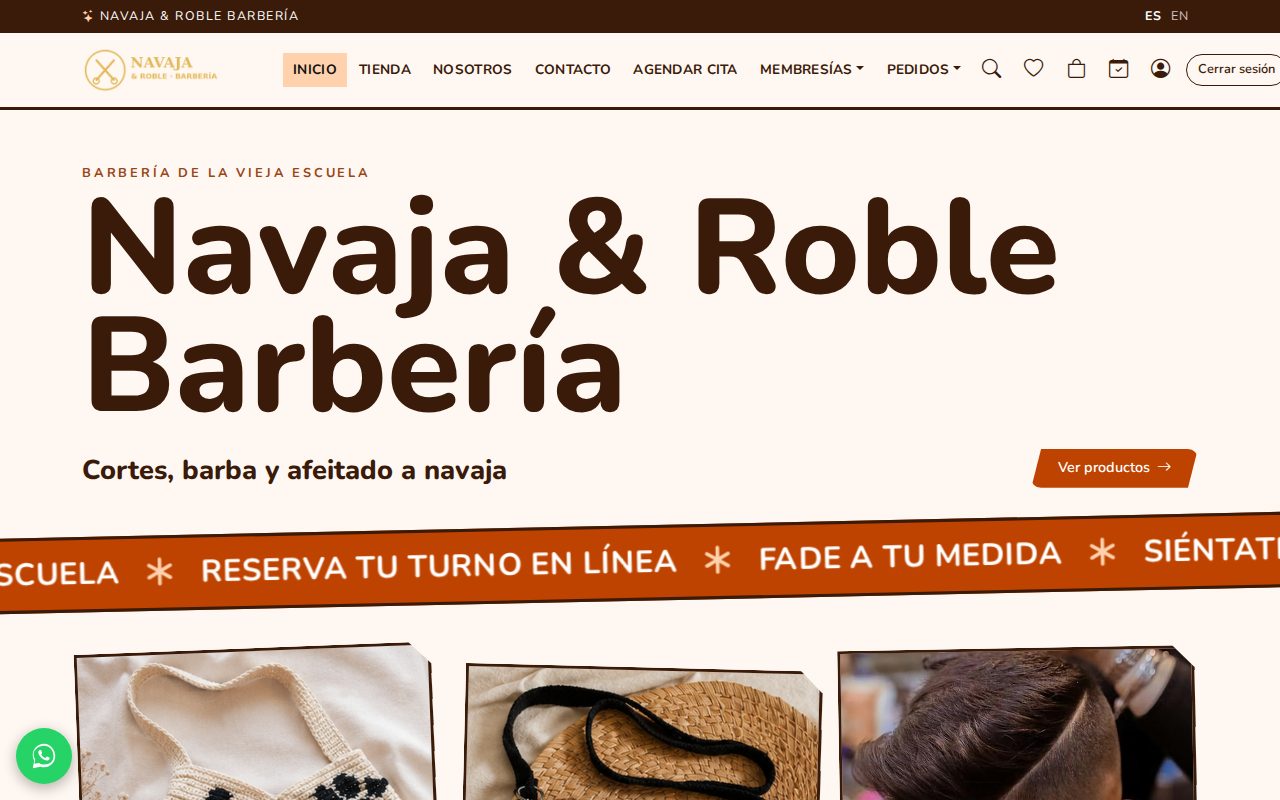 NAVAJA & ROBLE BARBERÍA
ES EN
NAVAJA
& ROBLE · BARBERÍA
INICIO TIENDA NOSOTROS CONTACTO AGENDAR CITA MEMBRESÍAS PEDIDOS Cerrar sesión
BARBERÍA DE LA VIEJA ESCUELA
Navaja & Roble
Barbería
Cortes, barba y afeitado a navaja
Ver productos →
SCUELA * RESERVA TU TURNO EN LÍNEA * FADE A TU MEDIDA * SIÉNTAT